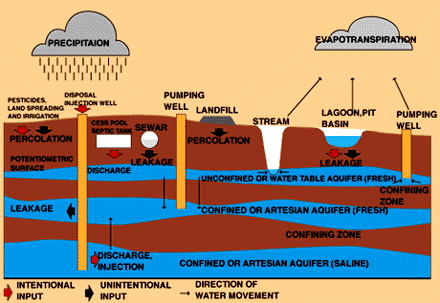 PRECIPITAION
EVAPOTRANSPIRATION
PESTICIDES,
LAND SPREADING
AND IRRIGATION
DISPOSAL
INJECTION WELL
PUMPING
WELL
LANDFILL
STREAM
LAGOON,PIT
BASIN
PUMPING
WELL
CESS POOL
SEPTIC TANK
SEWAR
PERCOLATION
LEAKAGE
PERCOLATION
LEAKAGE
POTENTIOMETRIC
SURFACE
DISCHARGE
UNCONFINED OR WATER TABLE AQUIFER (FRESH)
CONFINING
ZONE
LEAKAGE
CONFINED OR ARTESIAN AQUIFER (FRESH)
CONFINING ZONE
DISCHARGE,
INJECTION
CONFINED OR ARTESIAN AQUIFER (SALINE)
INTENTIONAL
INPUT
UNINTENTIONAL
INPUT
DIRECTION OF
WATER MOVEMENT